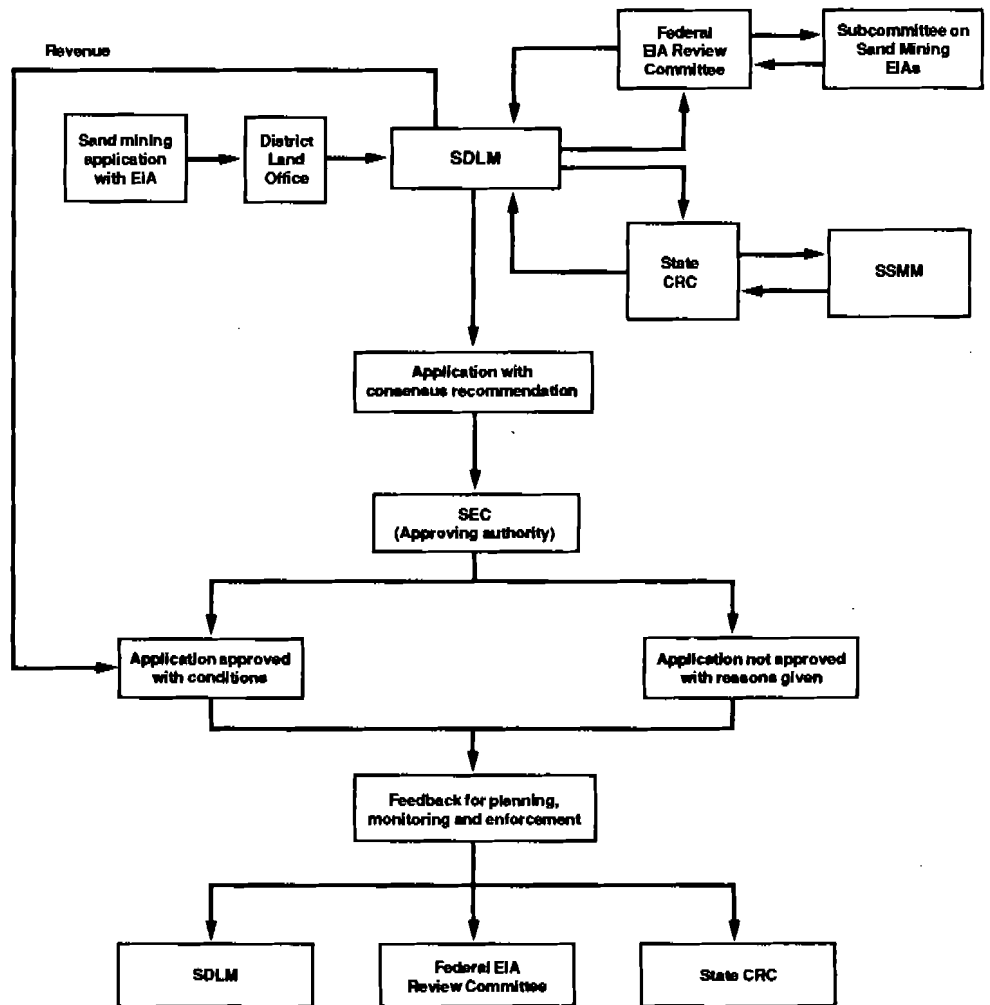 Revenue
Federal
EIA Review
Committee
Subcommittee on
Sand Mining
EIAs
Sand mining
application
with EIA
District
Land
Office
SDLM
State
CRC
SSMM
Application with
consensus recommendation
SEC
(Approving authority)
Application approved
with conditions
Application not approved
with reasons given
Feedback for planning,
monitoring and enforcement
SDLM
Federal EIA
Review Committee
State CRC